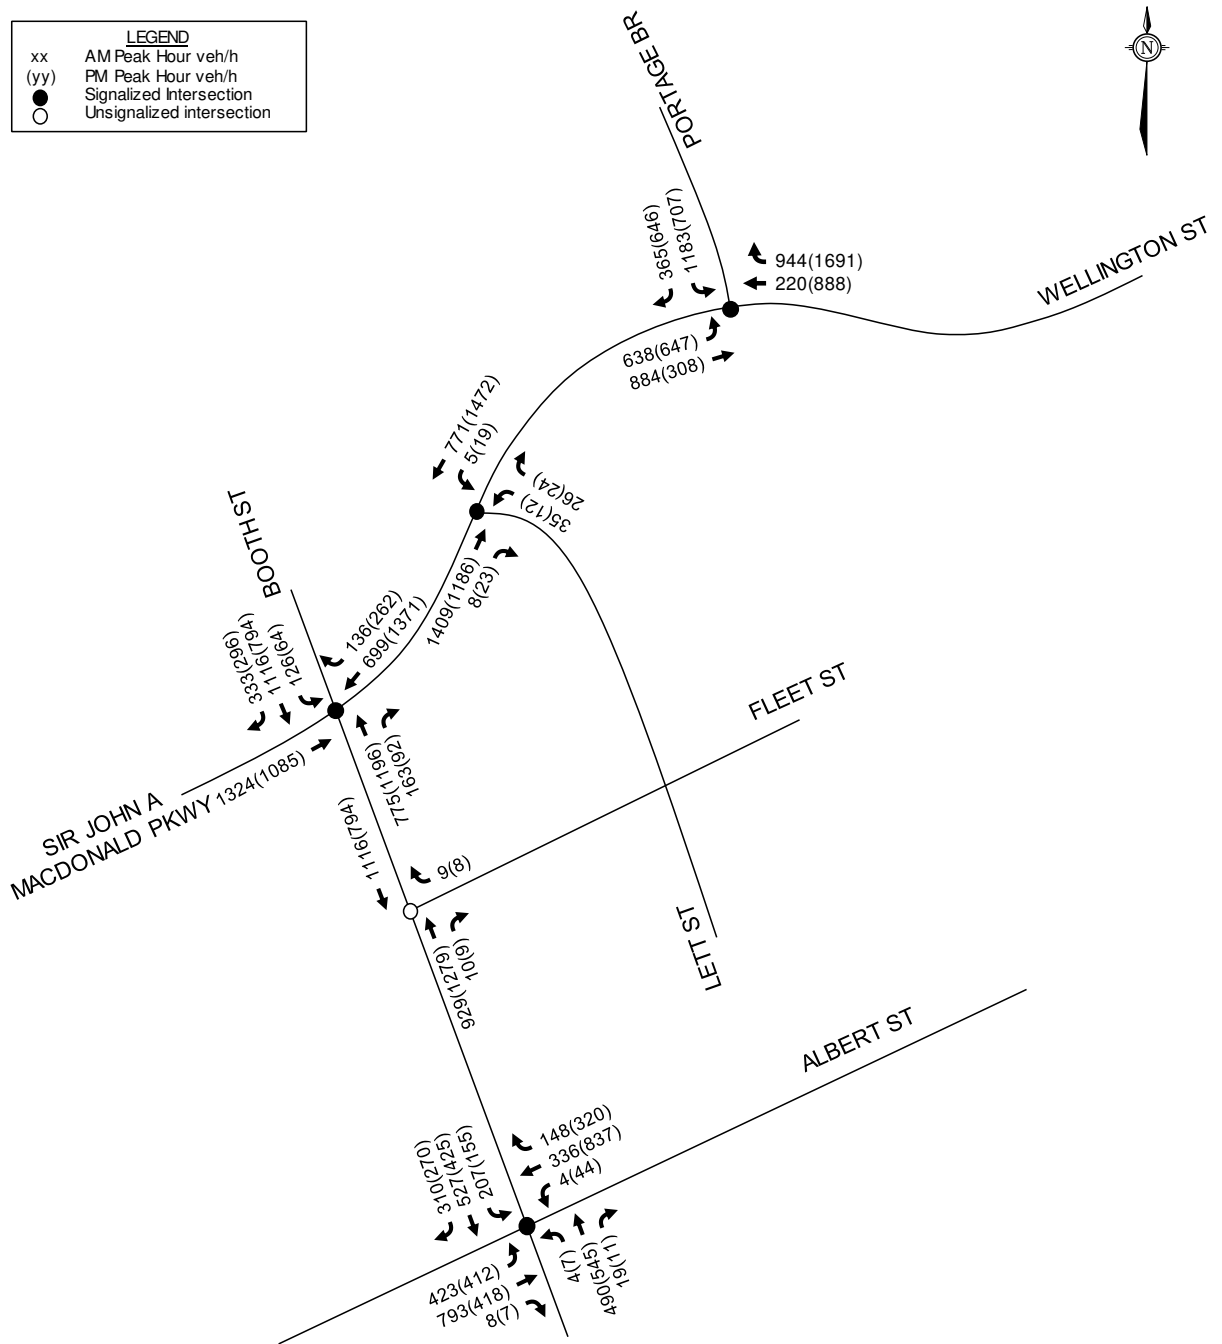 LEGEND
xx AM Peak Hour veh/h
(yy) PM Peak Hour veh/h
Signalized Intersection
Unsignalized intersection
N
PORTAGE BR
WELLINGTON ST
365(646)
1183(707)
944(1691)
220(888)
638(647)
884(308)
771(1472)
5(19)
26(24)
35(12)
1409(1186)
8(23)
BOOTH ST
333(296)
1116(794)
126(64)
136(262)
699(1371)
SIR JOHN A
MACDONALD PKWY
1324(1085)
775(1196)
163(92)
FLEET ST
1116(794)
9(8)
929(1279)
10(9)
LETT ST
ALBERT ST
310(270)
527(425)
207(155)
148(320)
336(837)
4(44)
423(412)
793(418)
8(7)
4(7)
490(545)
19(11)